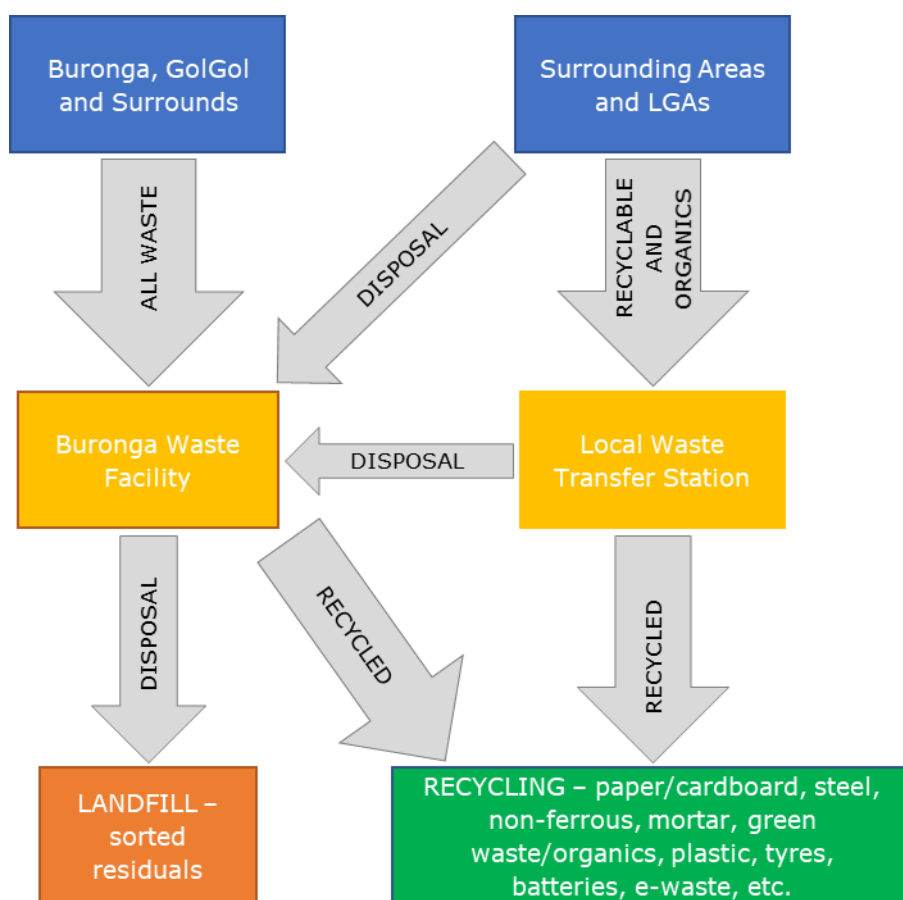 Buronga, GolGol
and Surrounds
Surrounding Areas
and LGAs
ALL WASTE
DISPOSAL
RECYCLABLE
AND
ORGANICS
Buronga Waste
Facility
DISPOSAL
Local Waste
Transfer Station
DISPOSAL
RECYCLED
RECYCLED
LANDFILL –
sorted
residuals
RECYCLING – paper/cardboard, steel,
non-ferrous, mortar, green
waste/organics, plastic, tyres,
batteries, e-waste, etc.